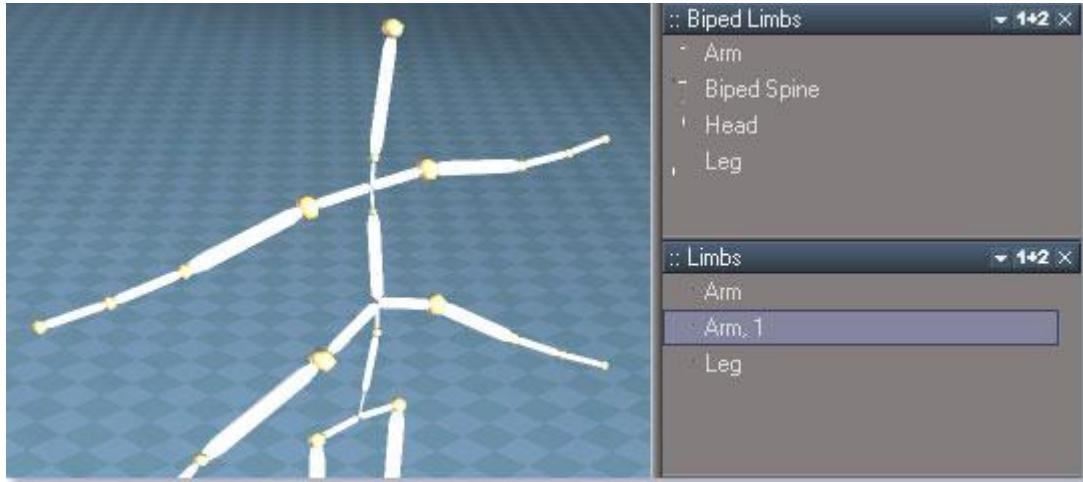 :: Biped Limbs 1+2 ×
Arm
Biped Spine
Head
Leg
:: Limbs 1+2 ×
Arm
Arm, 1
Leg